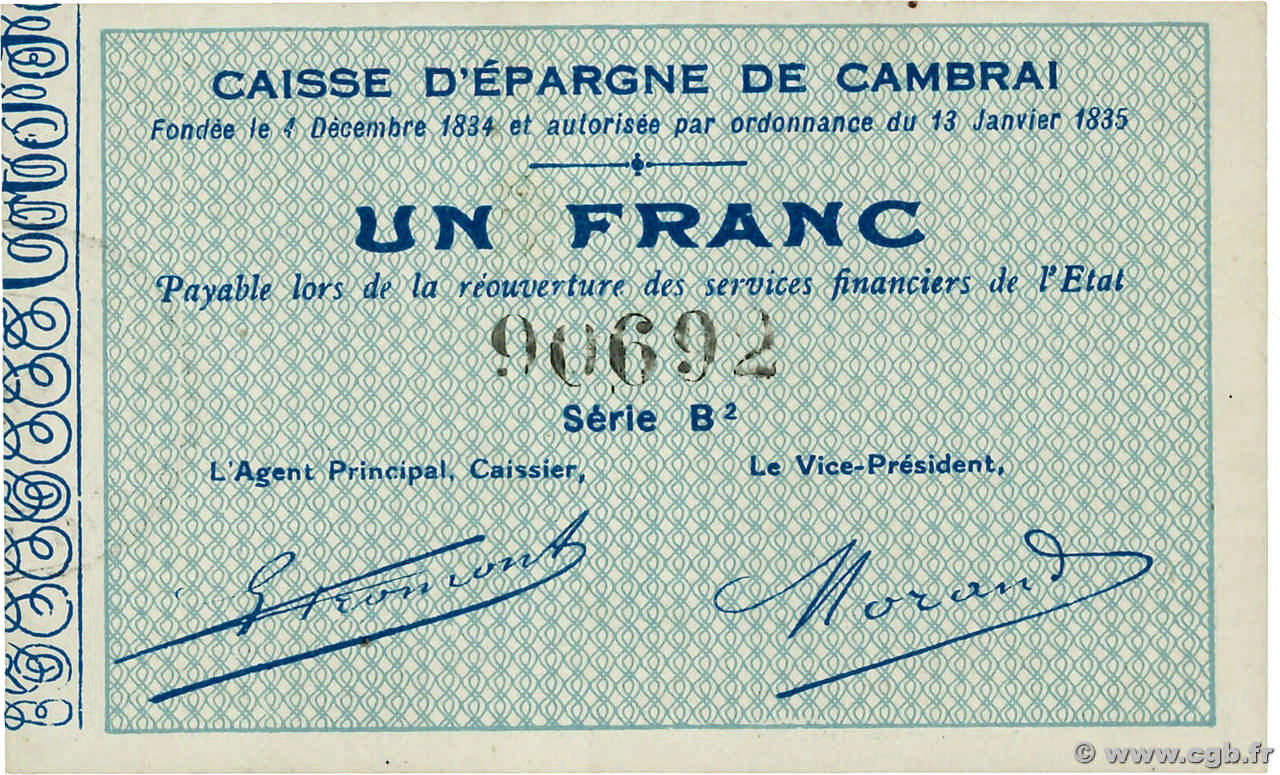 CAISSE D'ÉPARGNE DE CAMBRAI
Fondée le 4 Décembre 1834 et autorisée par ordonnance du 13 Janvier 1835
UN FRANC
Payable lors de la réouverture des services financiers de l'Etat
90692
Série B²
L'Agent Principal, Caissier,
Le Vice-Président,
G Fromont
Morand
© www.cgb.fr